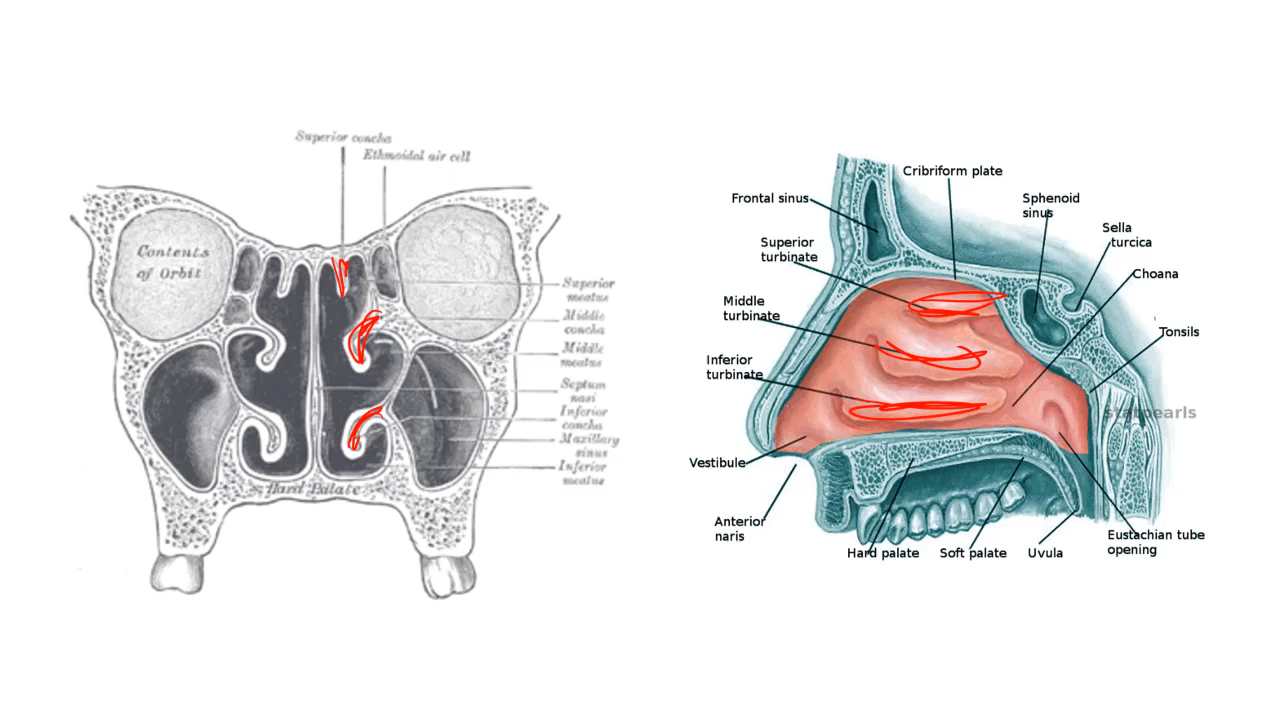 Superior concha
Ethmoidal air cell
Contents
of Orbit
Superior
meatus
Middle
concha
Middle
meatus
Septum
nasi
Inferior
concha
Maxillary
sinus
Inferior
meatus
Hard Palate
Cribriform plate
Frontal sinus
Sphenoid
sinus
Superior
turbinate
Sella
turcica
Choana
Middle
turbinate
Tonsils
Inferior
turbinate
statpearls
Vestibule
Anterior
naris
Hard palate
Soft palate
Uvula
Eustachian tube
opening